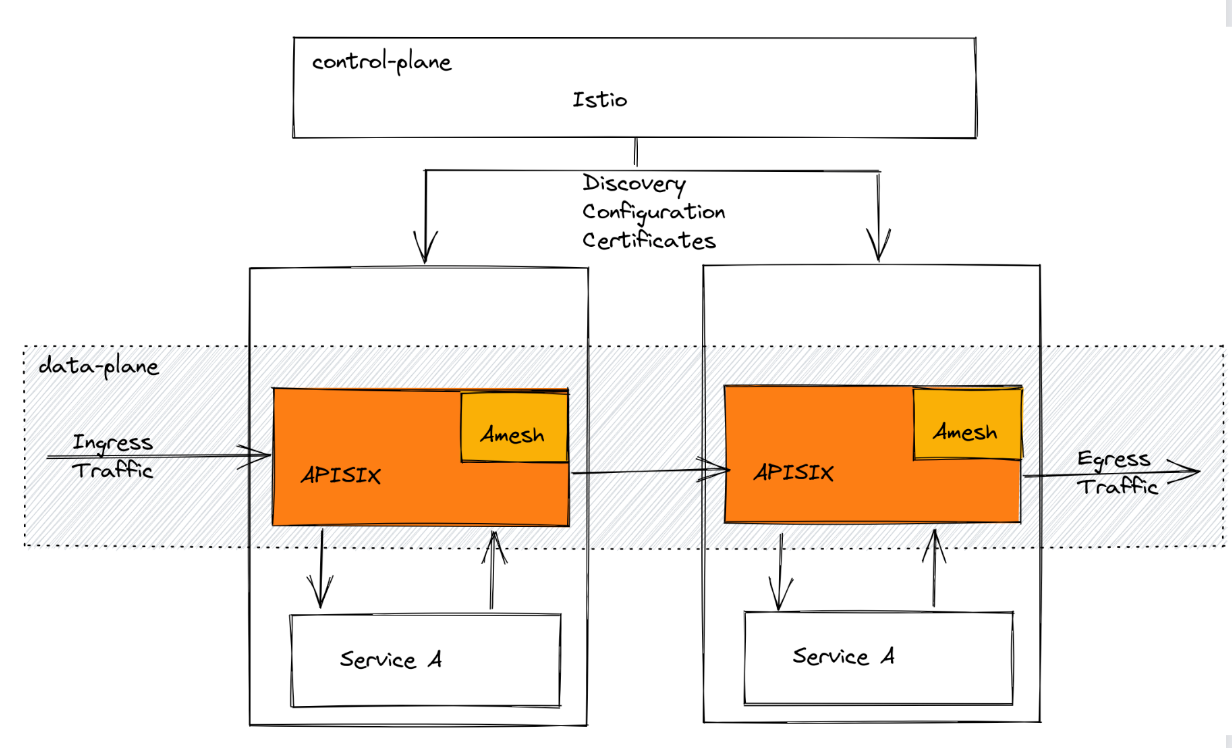 control-plane
Istio
Discovery
Configuration
Certificates
data-plane
Ingress
Traffic
Amesh
APISIX
Amesh
APISIX
Egress
Traffic
Service A
Service A